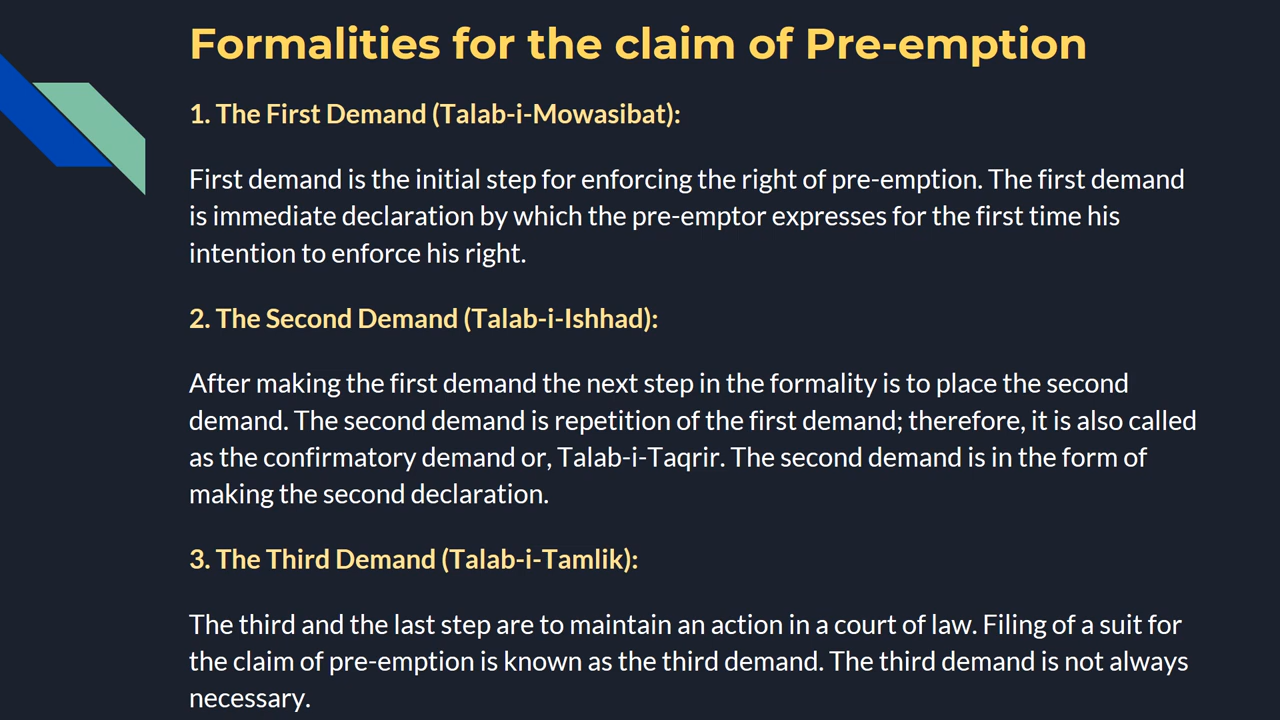 Formalities for the claim of Pre-emption
1. The First Demand (Talab-i-Mowasibat):
First demand is the initial step for enforcing the right of pre-emption. The first demand
is immediate declaration by which the pre-emptor expresses for the first time his
intention to enforce his right.
2. The Second Demand (Talab-i-Ishhad):
After making the first demand the next step in the formality is to place the second
demand. The second demand is repetition of the first demand; therefore, it is also called
as the confirmatory demand or, Talab-i-Taqrir. The second demand is in the form of
making the second declaration.
3. The Third Demand (Talab-i-Tamlik):
The third and the last step are to maintain an action in a court of law. Filing of a suit for
the claim of pre-emption is known as the third demand. The third demand is not always
necessary.